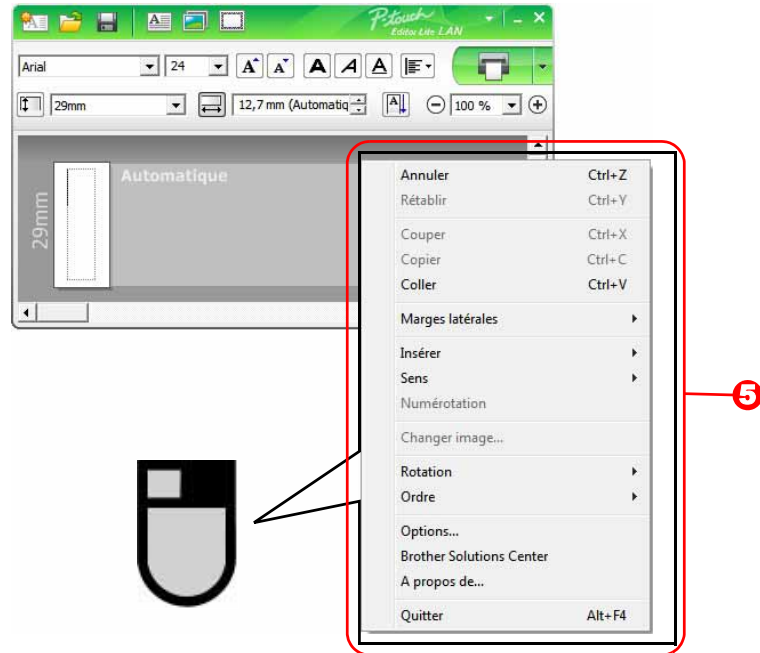 P-touch
Editor Lite LAN
Arial
24
A
A
A
A
A
29mm
12,7 mm (Automatiq
A
100 %
29mm
Automatique
Annuler Ctrl+Z
Rétablir Ctrl+Y
Couper Ctrl+X
Copier Ctrl+C
Coller Ctrl+V
Marges latérales
Insérer
Sens
Numérotation
Changer image...
Rotation
Ordre
Options...
Brother Solutions Center
A propos de...
Quitter Alt+F4
5